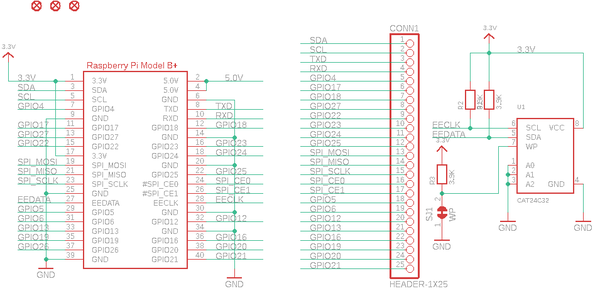 3.3V
Raspberry Pi Model B+
3.3V 1 3.3V 5.0V 2 5.0V
SDA 3 SDA 5.0V 4
SCL 5 SCL GND 6
GPIO4 7 GPIO4 TXD 8 TXD
9 GND RXD 10 RXD
GPIO17 11 GPIO17 GPIO18 12 GPIO18
GPIO27 13 GPIO27 GND 14
GPIO22 15 GPIO22 GPIO23 16 GPIO23
17 3.3V GPIO24 18 GPIO24
SPI_MOSI 19 SPI_MOSI GND 20
SPI_MISO 21 SPI_MISO GPIO25 22 GPIO25
SPI_SCLK 23 SPI_SCLK #SPI_CE0 24 SPI_CE0
25 GND #SPI_CE1 26 SPI_CE1
EEDATA 27 EEDATA EECLK 28 EECLK
GPIO5 29 GPIO5 GND 30
GPIO6 31 GPIO6 GPIO12 32 GPIO12
GPIO13 33 GPIO13 GND 34
GPIO19 35 GPIO19 GPIO16 36 GPIO16
GPIO26 37 GPIO26 GPIO20 38 GPIO20
39 GND GPIO21 40 GPIO21
GND
GND
CONN1
SDA 1
SCL 2
TXD 3
RXD 4
GPIO4 5
GPIO17 6
GPIO18 7
GPIO27 8
GPIO22 9
GPIO23 10
GPIO24 11
GPIO25 12
SPI_MOSI 13
SPI_MISO 14
SPI_SCLK 15
SPI_CE0 16
SPI_CE1 17
GPIO5 18
GPIO6 19
GPIO12 20
GPIO13 21
GPIO16 22
GPIO19 23
GPIO20 24
GPIO21 25
HEADER-1X25
3.3V
3.3V
R2
3.9K
EECLK
EEDATA
3.3V
R3
3.9K
SJ1
WP
GND
U1
6 SCL VCC 8
5 SDA
7 WP
1 A0
2 A1
3 A2 GND 4
CAT24C32
GND
GND